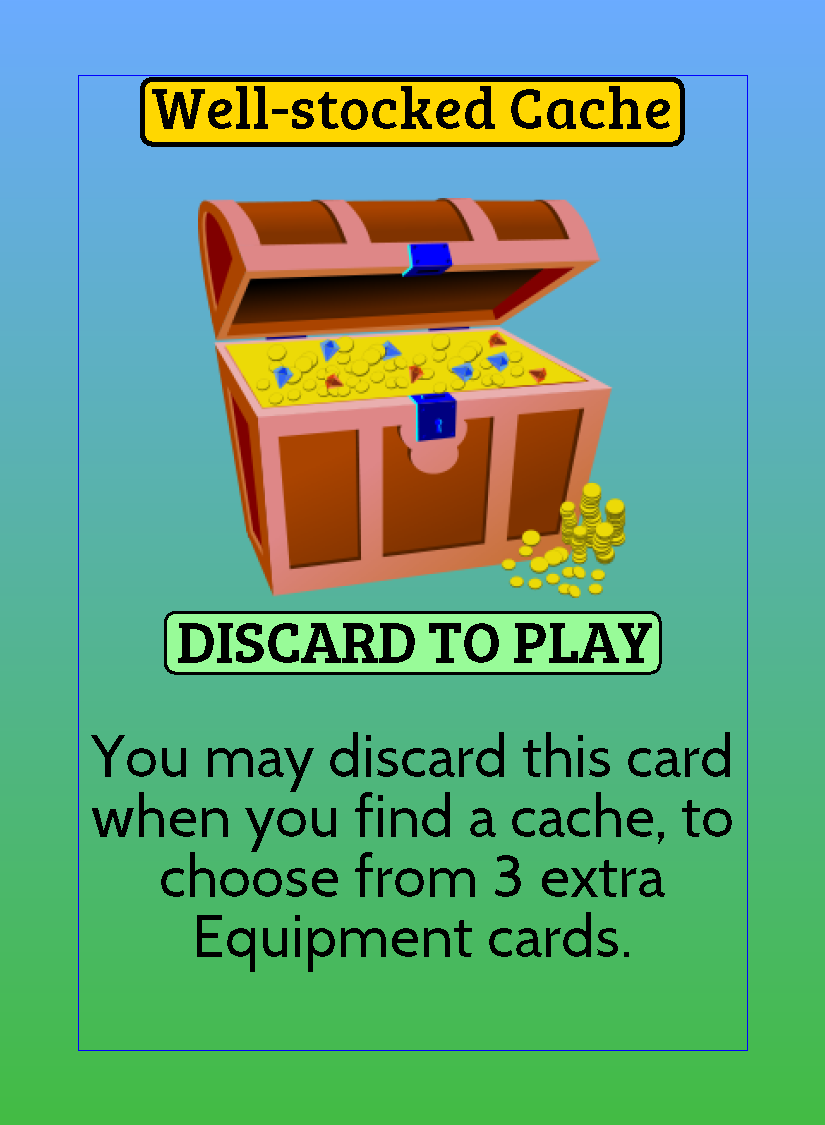 Well-stocked Cache
DISCARD TO PLAY
You may discard this card
when you find a cache, to
choose from 3 extra
Equipment cards.